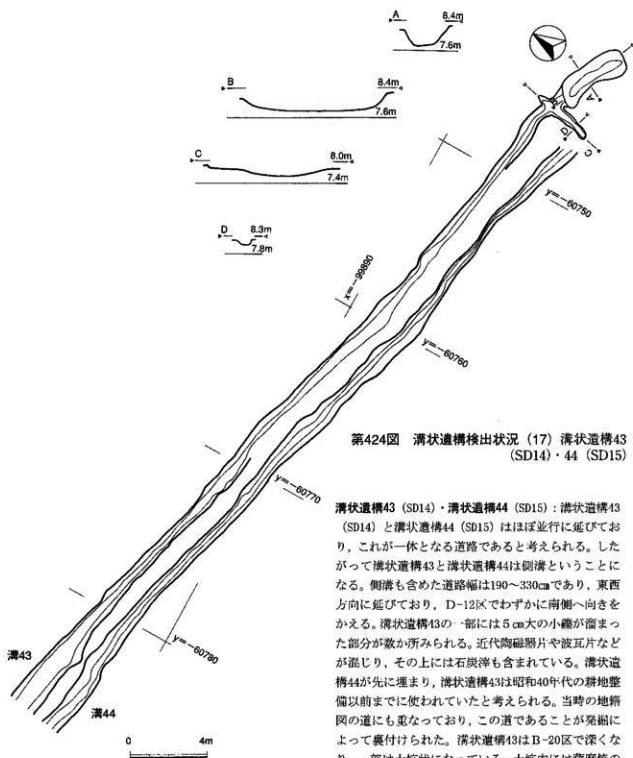 A
8.4m
7.6m
B
8.4m
7.6m
C
8.0m
7.4m
D
8.3m
7.8m
A
B
D
C
y=-60750
x=-99890
y=-60760
y=-60770
y=-60780
溝43
溝44
0 4m
第424図 溝状遺構検出状況 (17) 溝状遺構43
(SD14)・44 (SD15)
溝状遺構43 (SD14)・溝状遺構44 (SD15):溝状遺構43
(SD14) と溝状遺構44 (SD15) はほぼ並行に延びてお
り,これが一体となる道路であると考えられる。した
がって溝状遺構43と溝状遺構44は側溝ということに
なる。側溝も含めた道路幅は190〜330㎝であり,東西
方向に延びており,D-12区でわずかに南側へ向きを
かえる。溝状遺構43の一部には5㎝大の小礫が溜まっ
た部分が数か所みられる。近代陶磁器片や波瓦片など
が混じり,その上には石炭滓も含まれている。溝状遺
構44が先に埋まり,溝状遺構43は昭和40年代の耕地整
備以前までに使われていたと考えられる。当時の地籍
図の道にも重なっており,この道であることが発掘に
よって裏付けられた。溝状遺構43はB-20区で深くな